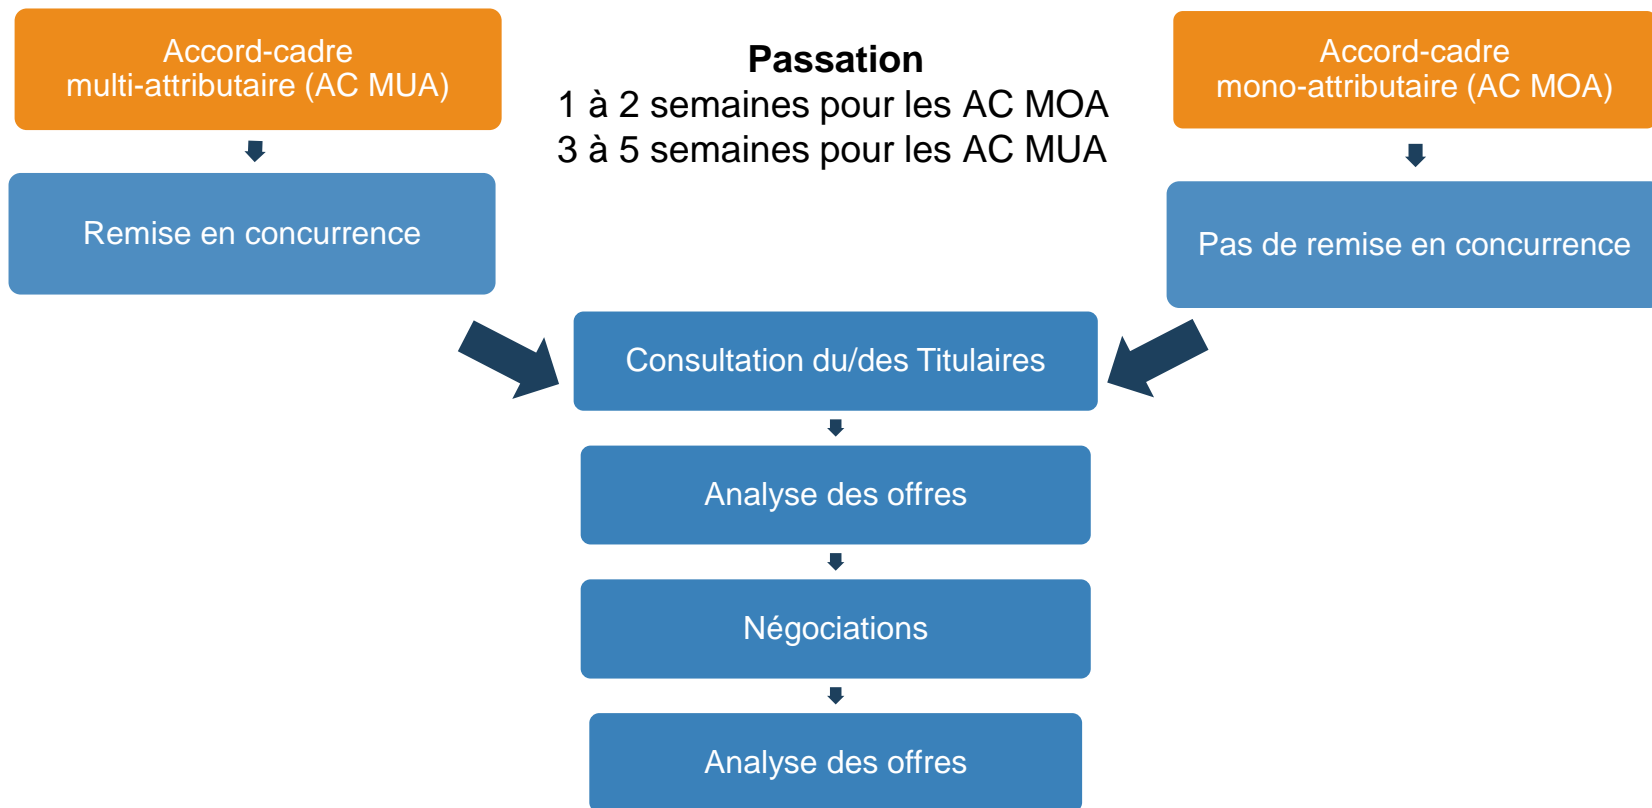 Accord-cadre
multi-attributaire (AC MUA)
Passation
1 à 2 semaines pour les AC MOA
3 à 5 semaines pour les AC MUA
Accord-cadre
mono-attributaire (AC MOA)
Remise en concurrence
Pas de remise en concurrence
Consultation du/des Titulaires
Analyse des offres
Négociations
Analyse des offres